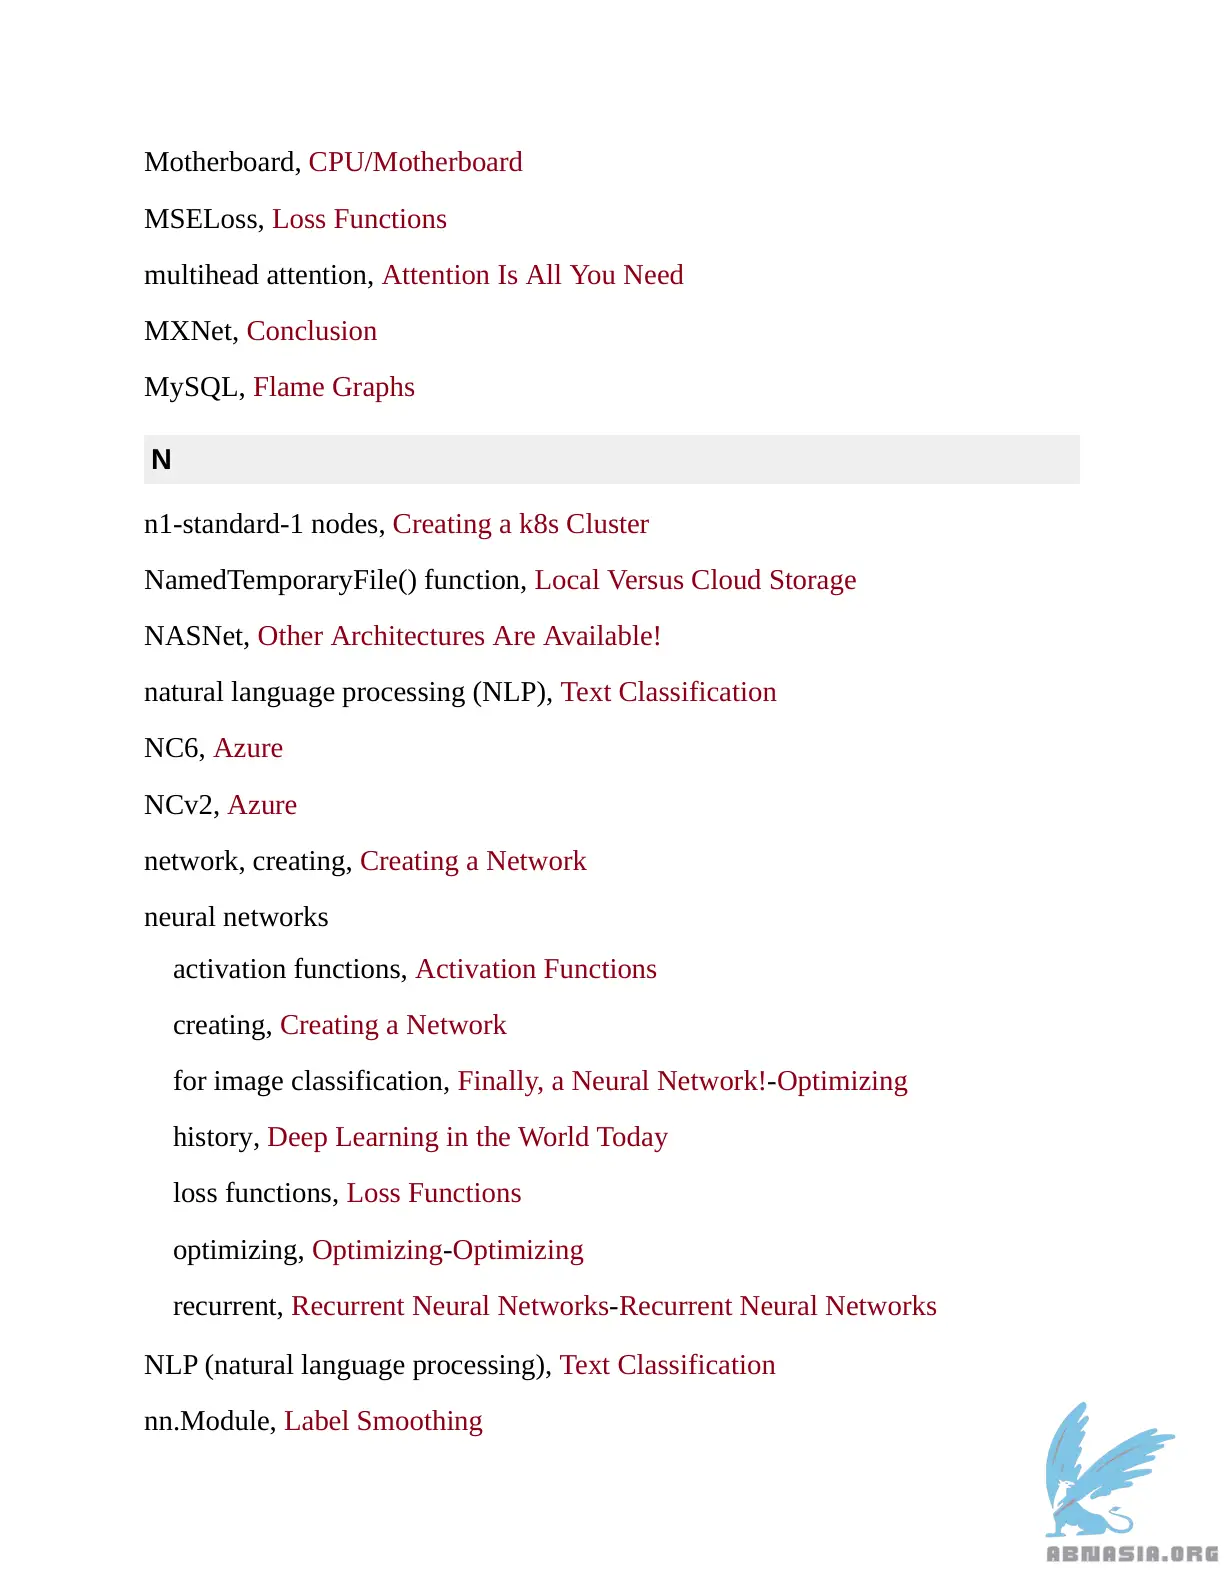 Motherboard, CPU/Motherboard
MSELoss, Loss Functions
multihead attention, Attention Is All You Need
MXNet, Conclusion
MySQL, Flame Graphs
N
n1-standard-1 nodes, Creating a k8s Cluster
NamedTemporaryFile() function, Local Versus Cloud Storage
NASNet, Other Architectures Are Available!
natural language processing (NLP), Text Classification
NC6, Azure
NCv2, Azure
network, creating, Creating a Network
neural networks
activation functions, Activation Functions
creating, Creating a Network
for image classification, Finally, a Neural Network!-Optimizing
history, Deep Learning in the World Today
loss functions, Loss Functions
optimizing, Optimizing-Optimizing
recurrent, Recurrent Neural Networks-Recurrent Neural Networks
NLP (natural language processing), Text Classification
nn.Module, Label Smoothing
ABNASIA.ORG